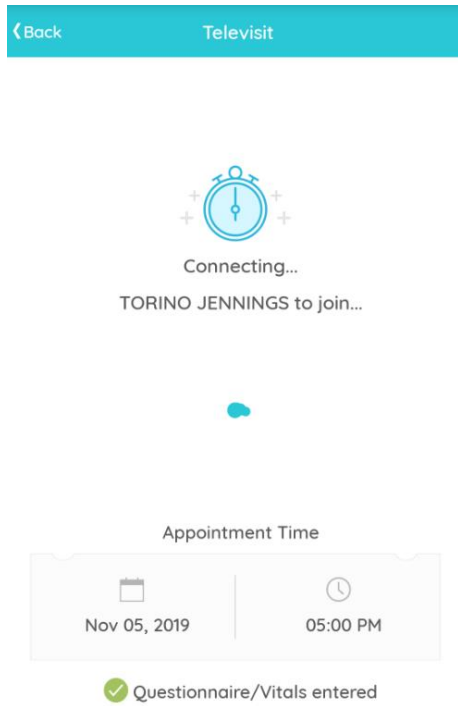 Back
Televisit
Connecting...
TORINO JENNINGS to join...
Appointment Time
Nov 05, 2019
05:00 PM
Questionnaire/Vitals entered